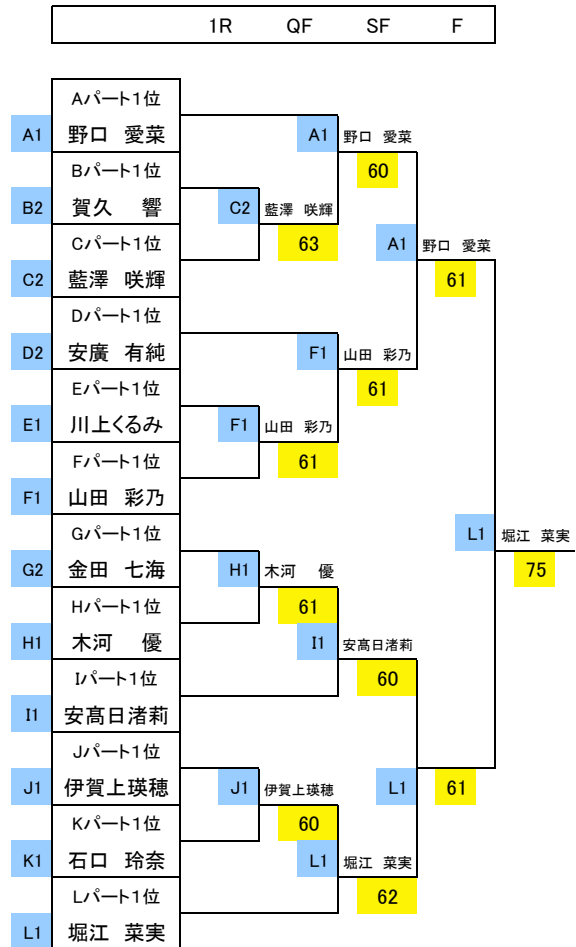 1R QF SF F
Aパート1位
A1 野口 愛菜 A1 野口 愛菜
Bパート1位 60
B2 賀久 響 C2 藍澤 咲輝
Cパート1位 63 A1 野口 愛菜
C2 藍澤 咲輝 61
Dパート1位
D2 安廣 有純 F1 山田 彩乃
Eパート1位 61
E1 川上くるみ F1 山田 彩乃
Fパート1位 61
F1 山田 彩乃
Gパート1位 L1 堀江 菜実
G2 金田 七海 H1 木河 優 75
Hパート1位 61
H1 木河 優 I1 安髙日渚莉
Iパート1位 60
I1 安髙日渚莉
Jパート1位
J1 伊賀上瑛穂 J1 伊賀上瑛穂 L1 61
Kパート1位 60
K1 石口 玲奈 L1 堀江 菜実
Lパート1位 62
L1 堀江 菜実